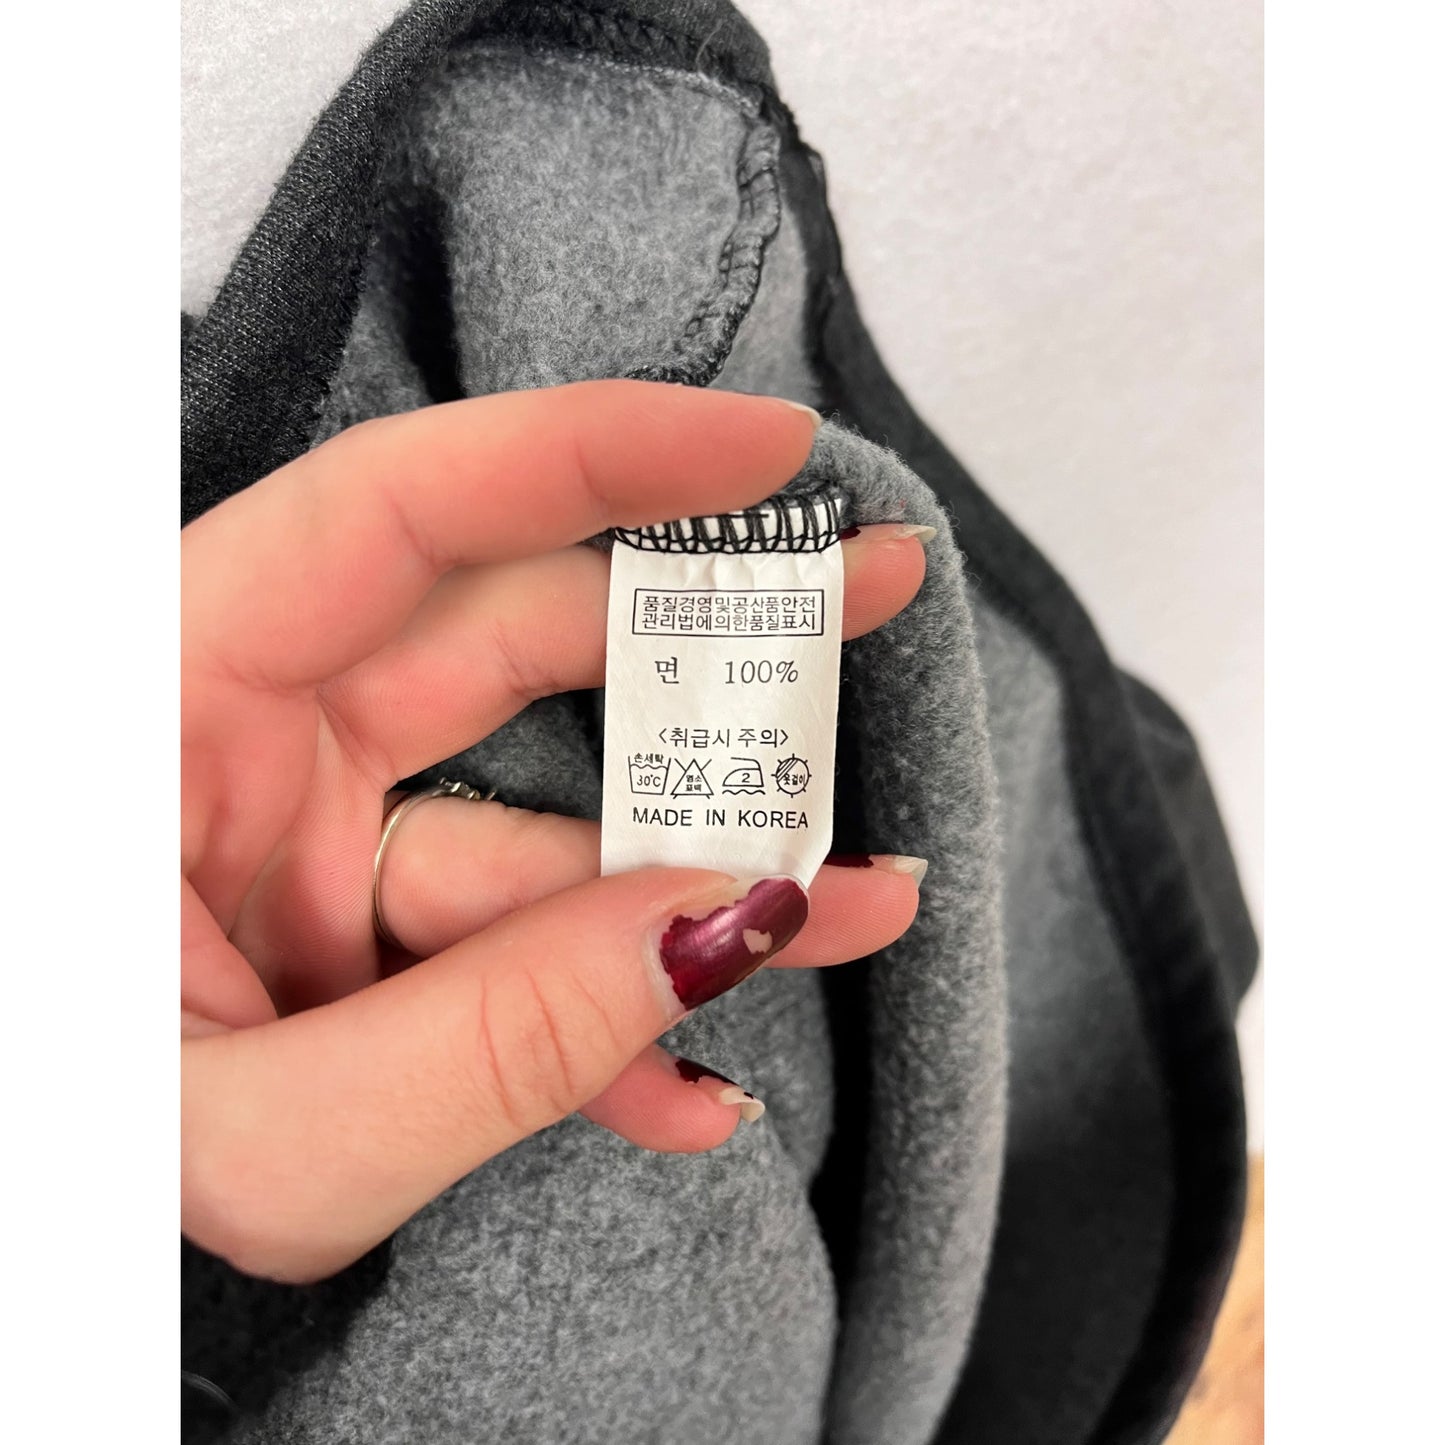 품질경영및공산품안전
관리법에의한품질표시
면 100%
<취급시 주의>
손세탁
30℃
염소
표백
2
옷걸이
MADE IN KOREA